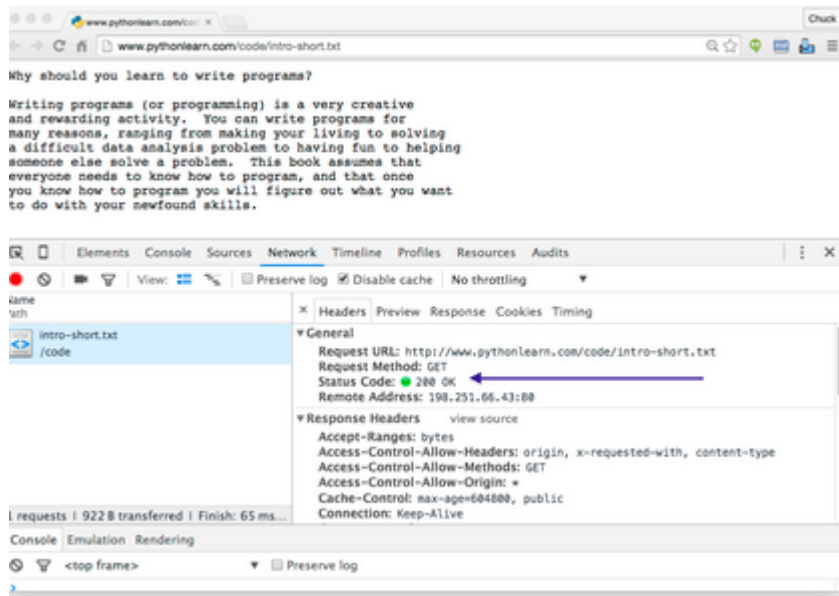 www.pythonlearn.com/co
Chuck
www.pythonlearn.com/code/intro-short.txt
Why should you learn to write programs?
Writing programs (or programming) is a very creative
and rewarding activity. You can write programs for
many reasons, ranging from making your living to solving
a difficult data analysis problem to having fun to helping
someone else solve a problem. This book assumes that
everyone needs to know how to program, and that once
you know how to program you will figure out what you want
to do with your newfound skills.
Elements Console Sources Network Timeline Profiles Resources Audits
View: Preserve log Disable cache No throttling
Name
Path
Headers Preview Response Cookies Timing
intro-short.txt
/code
General
Request URL: http://www.pythonlearn.com/code/intro-short.txt
Request Method: GET
Status Code: 200 OK
Remote Address: 198.251.66.43:80
Response Headers view source
Accept-Ranges: bytes
Access-Control-Allow-Headers: origin, x-requested-with, content-type
Access-Control-Allow-Methods: GET
Access-Control-Allow-Origin: *
Cache-Control: max-age=604800, public
Connection: Keep-Alive
1 requests | 922 B transferred | Finish: 65 ms...
Console Emulation Rendering
<top frame> Preserve log